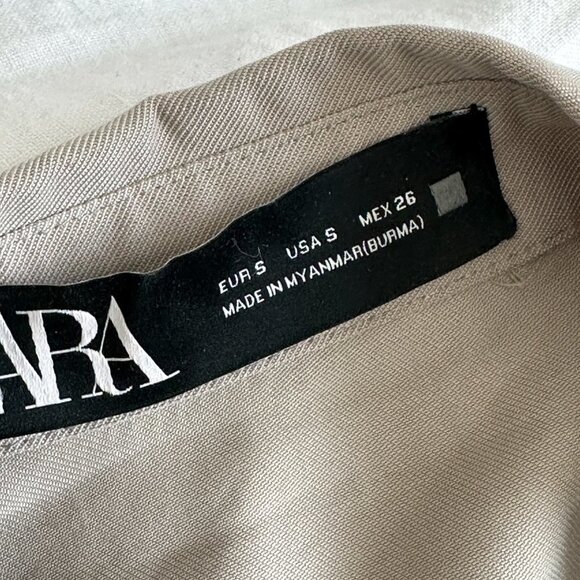 ARA
EUR S USA S MEX 26
MADE IN MYANMAR(BURMA)